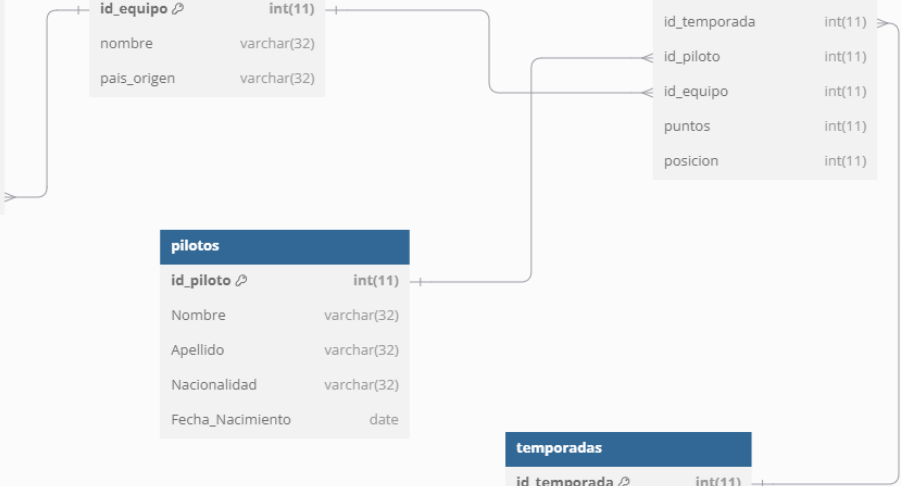 id_equipo int(11)
nombre varchar(32)
pais_origen varchar(32)
id_temporada int(11)
id_piloto int(11)
id_equipo int(11)
puntos int(11)
posicion int(11)
pilotos
id_piloto int(11)
Nombre varchar(32)
Apellido varchar(32)
Nacionalidad varchar(32)
Fecha_Nacimiento date
temporadas
id_temporada int(11)